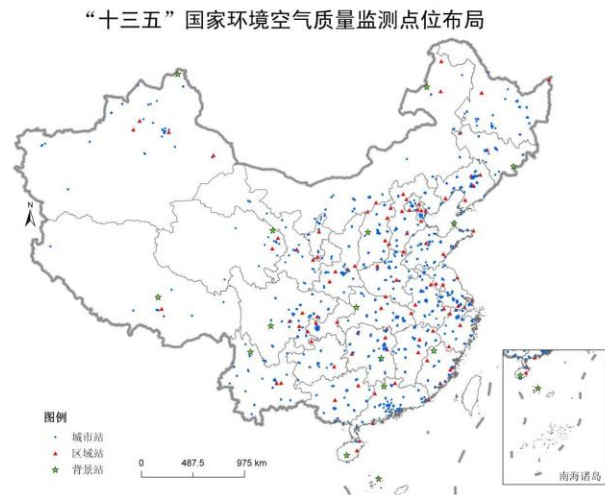 “十三五”国家环境空气质量监测点位布局
N
图例
城市站
区域站
背景站
0 487.5 975 km
南海诸岛